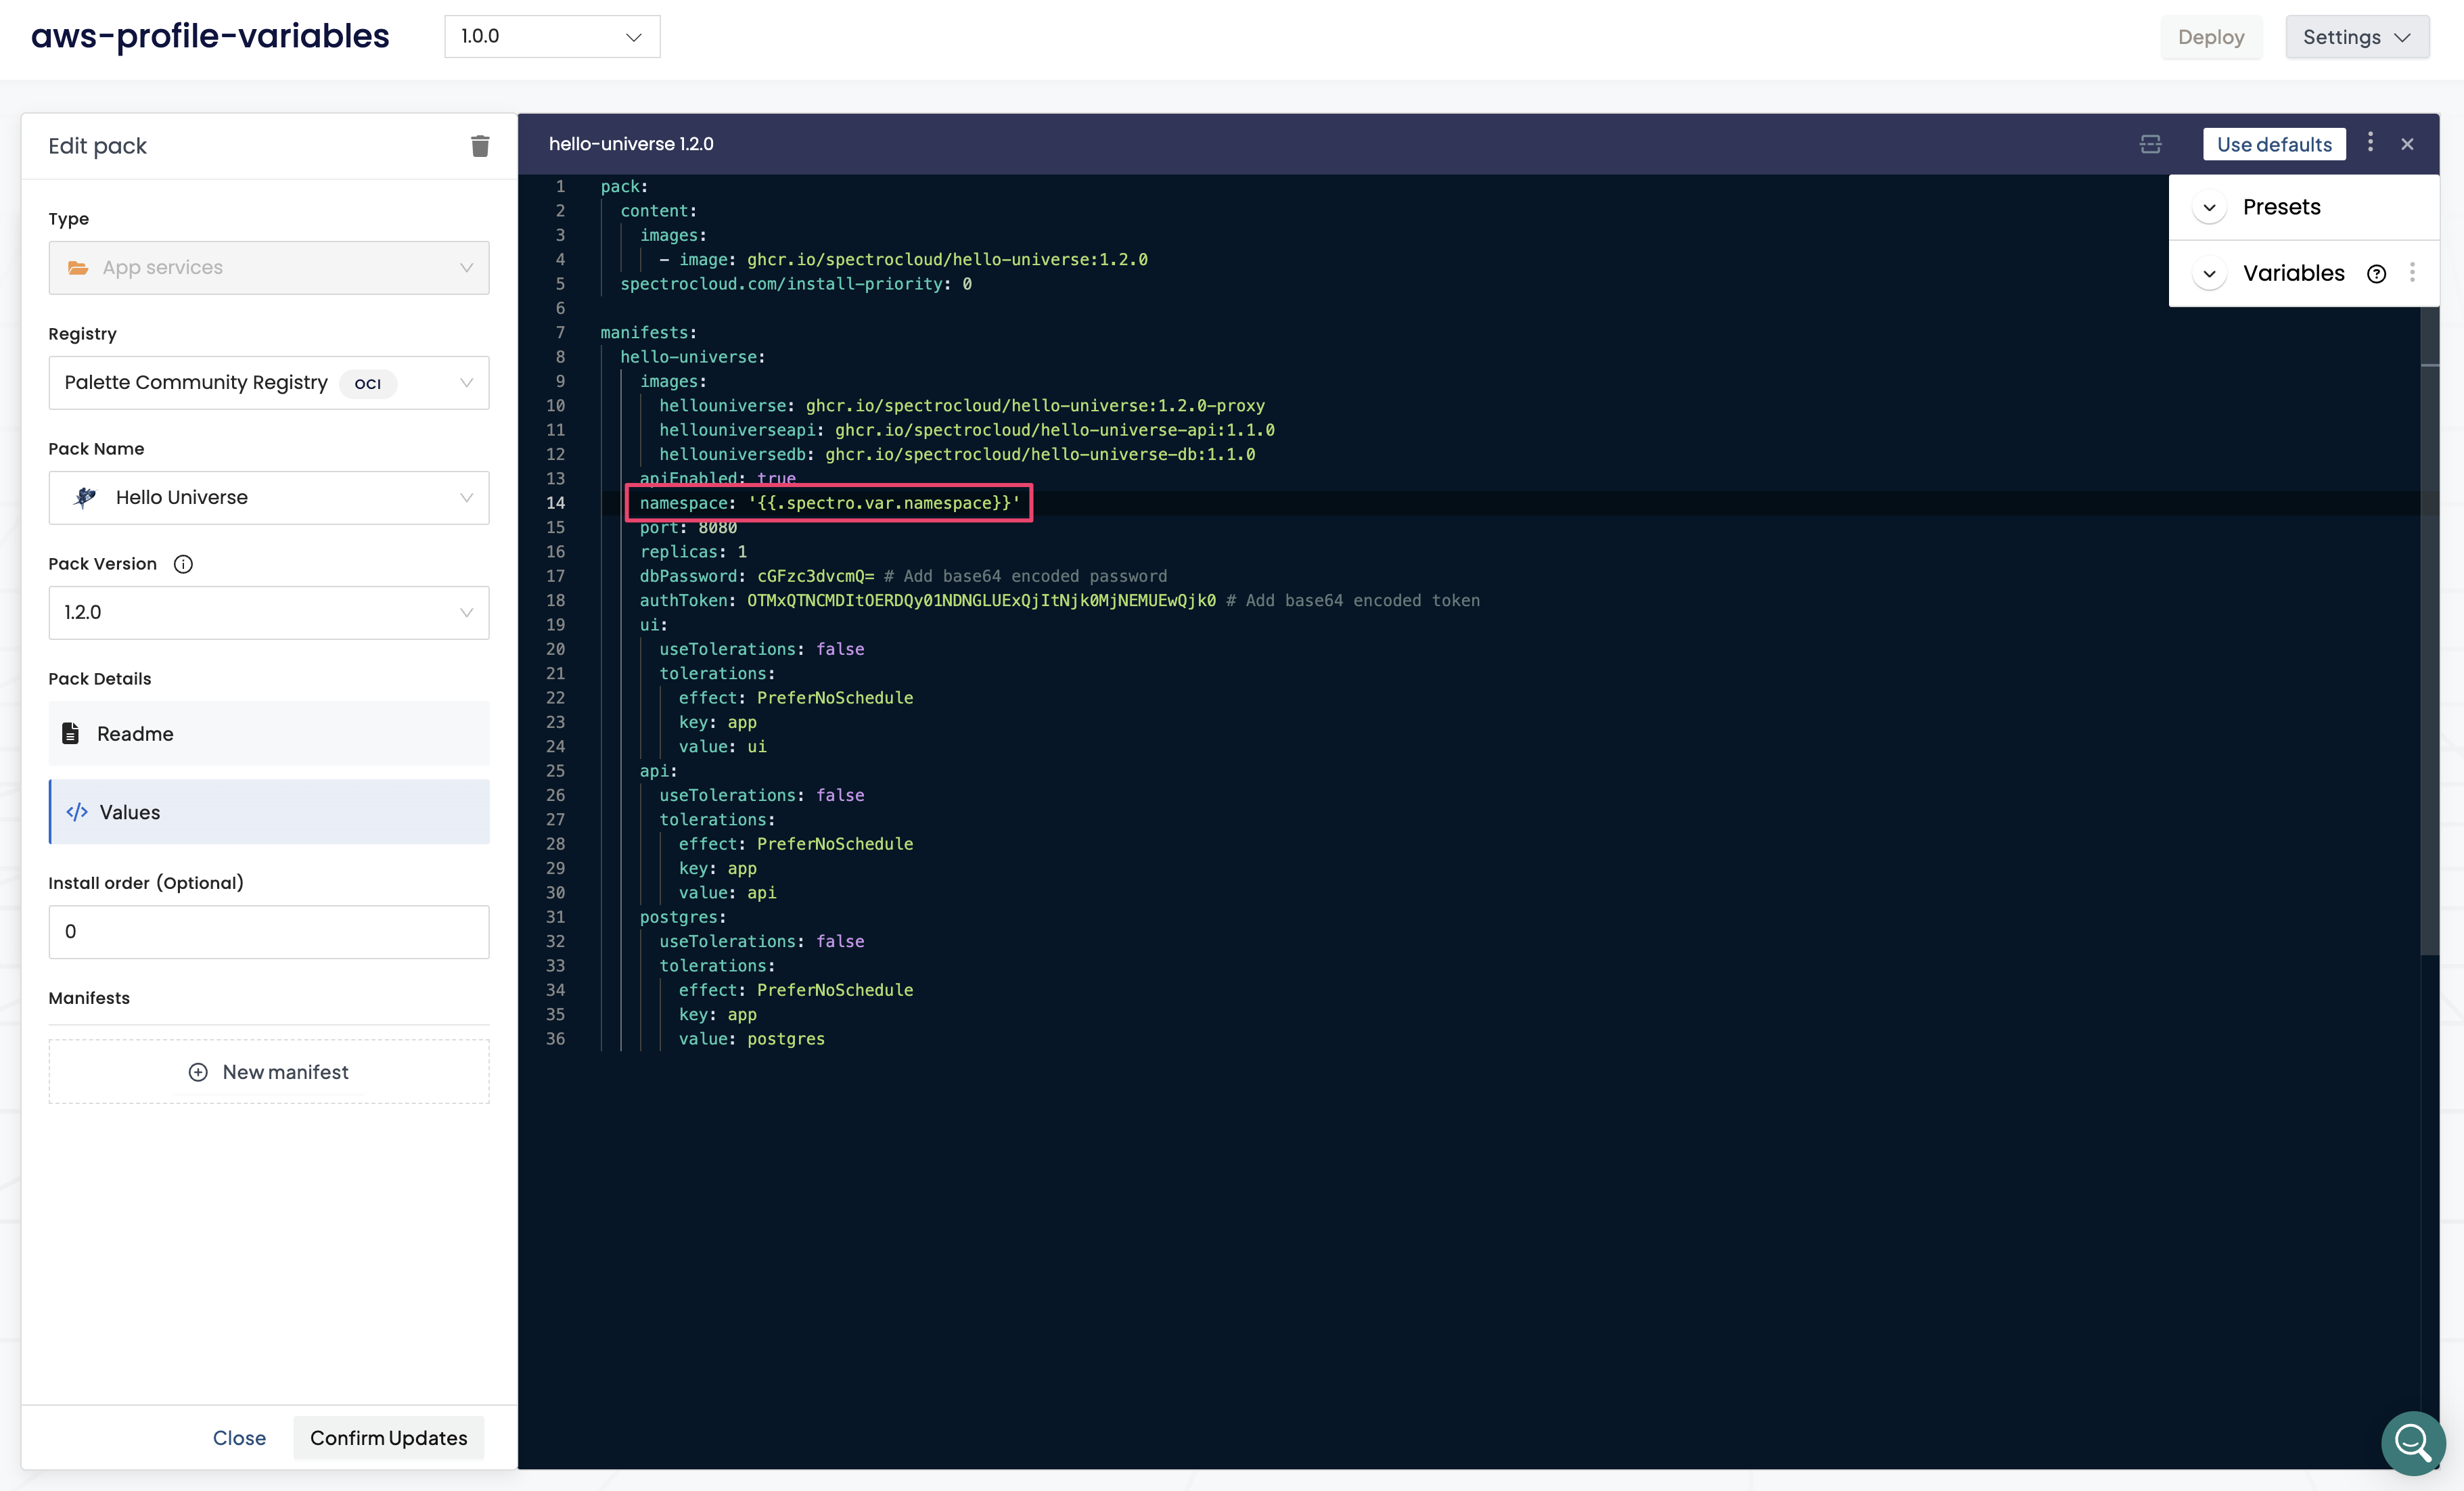 aws-profile-variables
1.0.0
Deploy
Settings
Edit pack
Type
App services
Registry
Palette Community Registry OCI
Pack Name
Hello Universe
Pack Version
1.2.0
Pack Details
Readme
Values
Install order (Optional)
0
Manifests
New manifest
Close
Confirm Updates
hello-universe 1.2.0
Use defaults
Presets
Variables
1 pack:
2 content:
3 images:
4 - image: ghcr.io/spectrocloud/hello-universe:1.2.0
5 spectrocloud.com/install-priority: 0
6
7 manifests:
8 hello-universe:
9 images:
10 hellouniverse: ghcr.io/spectrocloud/hello-universe:1.2.0-proxy
11 hellouniverseapi: ghcr.io/spectrocloud/hello-universe-api:1.1.0
12 hellouniversedb: ghcr.io/spectrocloud/hello-universe-db:1.1.0
13 apiEnabled: true
14 namespace: '{{.spectro.var.namespace}}'
15 port: 8080
16 replicas: 1
17 dbPassword: cGFzc3dvcmQ= # Add base64 encoded password
18 authToken: OTMxQTNCMDItOERDQy01NDNGLUExQjItNjk0MjNEMUEwQjk0 # Add base64 encoded token
19 ui:
20 useTolerations: false
21 tolerations:
22 effect: PreferNoSchedule
23 key: app
24 value: ui
25 api:
26 useTolerations: false
27 tolerations:
28 effect: PreferNoSchedule
29 key: app
30 value: api
31 postgres:
32 useTolerations: false
33 tolerations:
34 effect: PreferNoSchedule
35 key: app
36 value: postgres